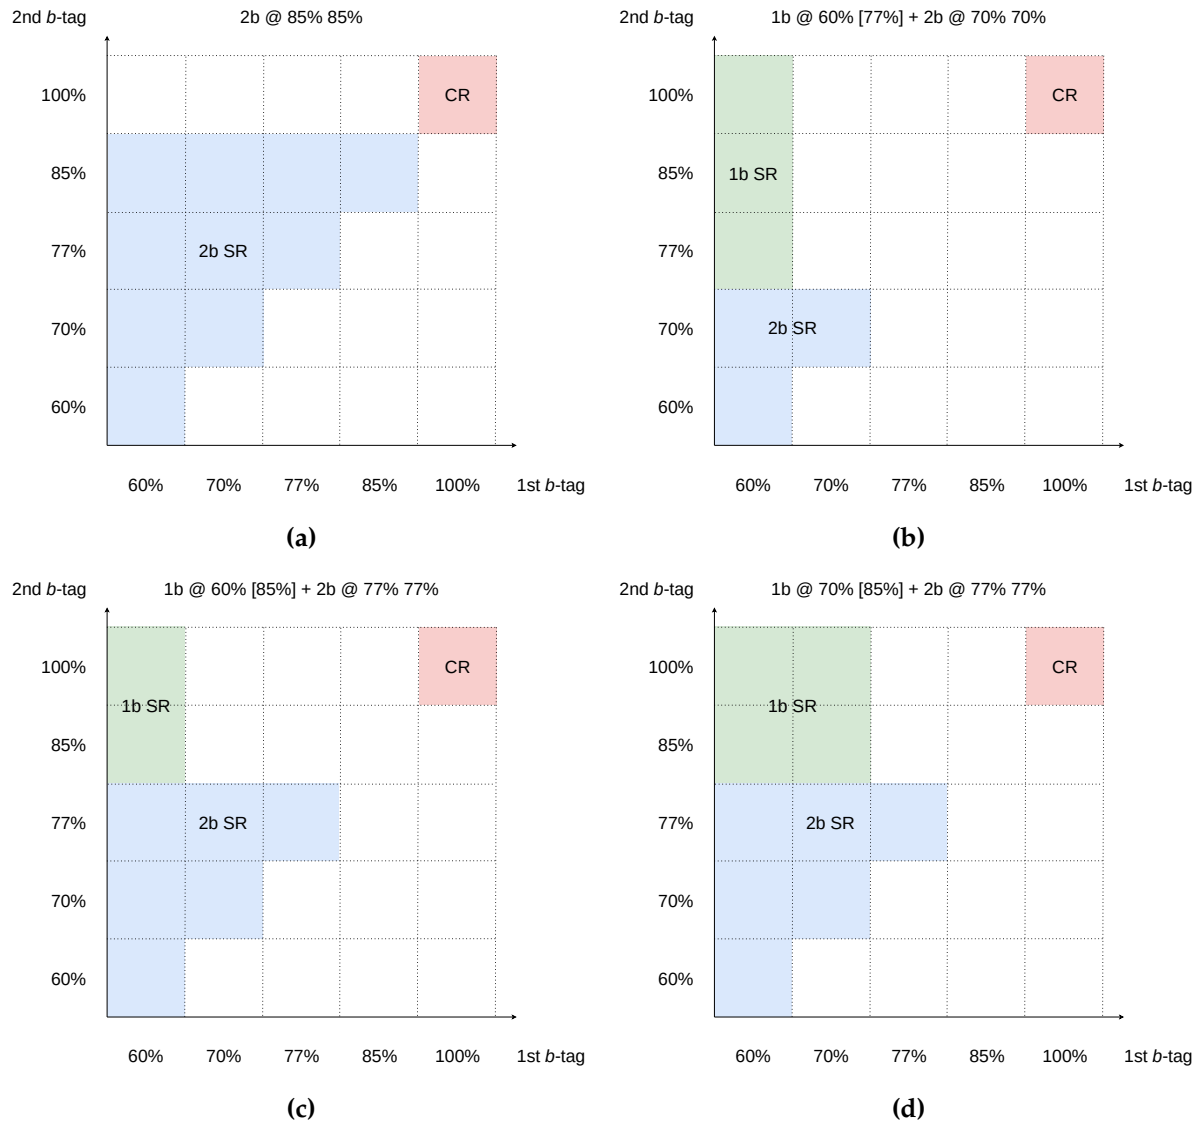 2nd b-tag
2b @ 85% 85%
100%
CR
85%
77%
2b SR
70%
60%
60% 70% 77% 85% 100% 1st b-tag
(a)
2nd b-tag
1b @ 60% [77%] + 2b @ 70% 70%
100%
CR
85%
1b SR
77%
70%
2b SR
60%
60% 70% 77% 85% 100% 1st b-tag
(b)
2nd b-tag
1b @ 60% [85%] + 2b @ 77% 77%
100%
CR
1b SR
85%
77%
2b SR
70%
60%
60% 70% 77% 85% 100% 1st b-tag
(c)
2nd b-tag
1b @ 70% [85%] + 2b @ 77% 77%
100%
CR
1b SR
85%
77%
2b SR
70%
60%
60% 70% 77% 85% 100% 1st b-tag
(d)